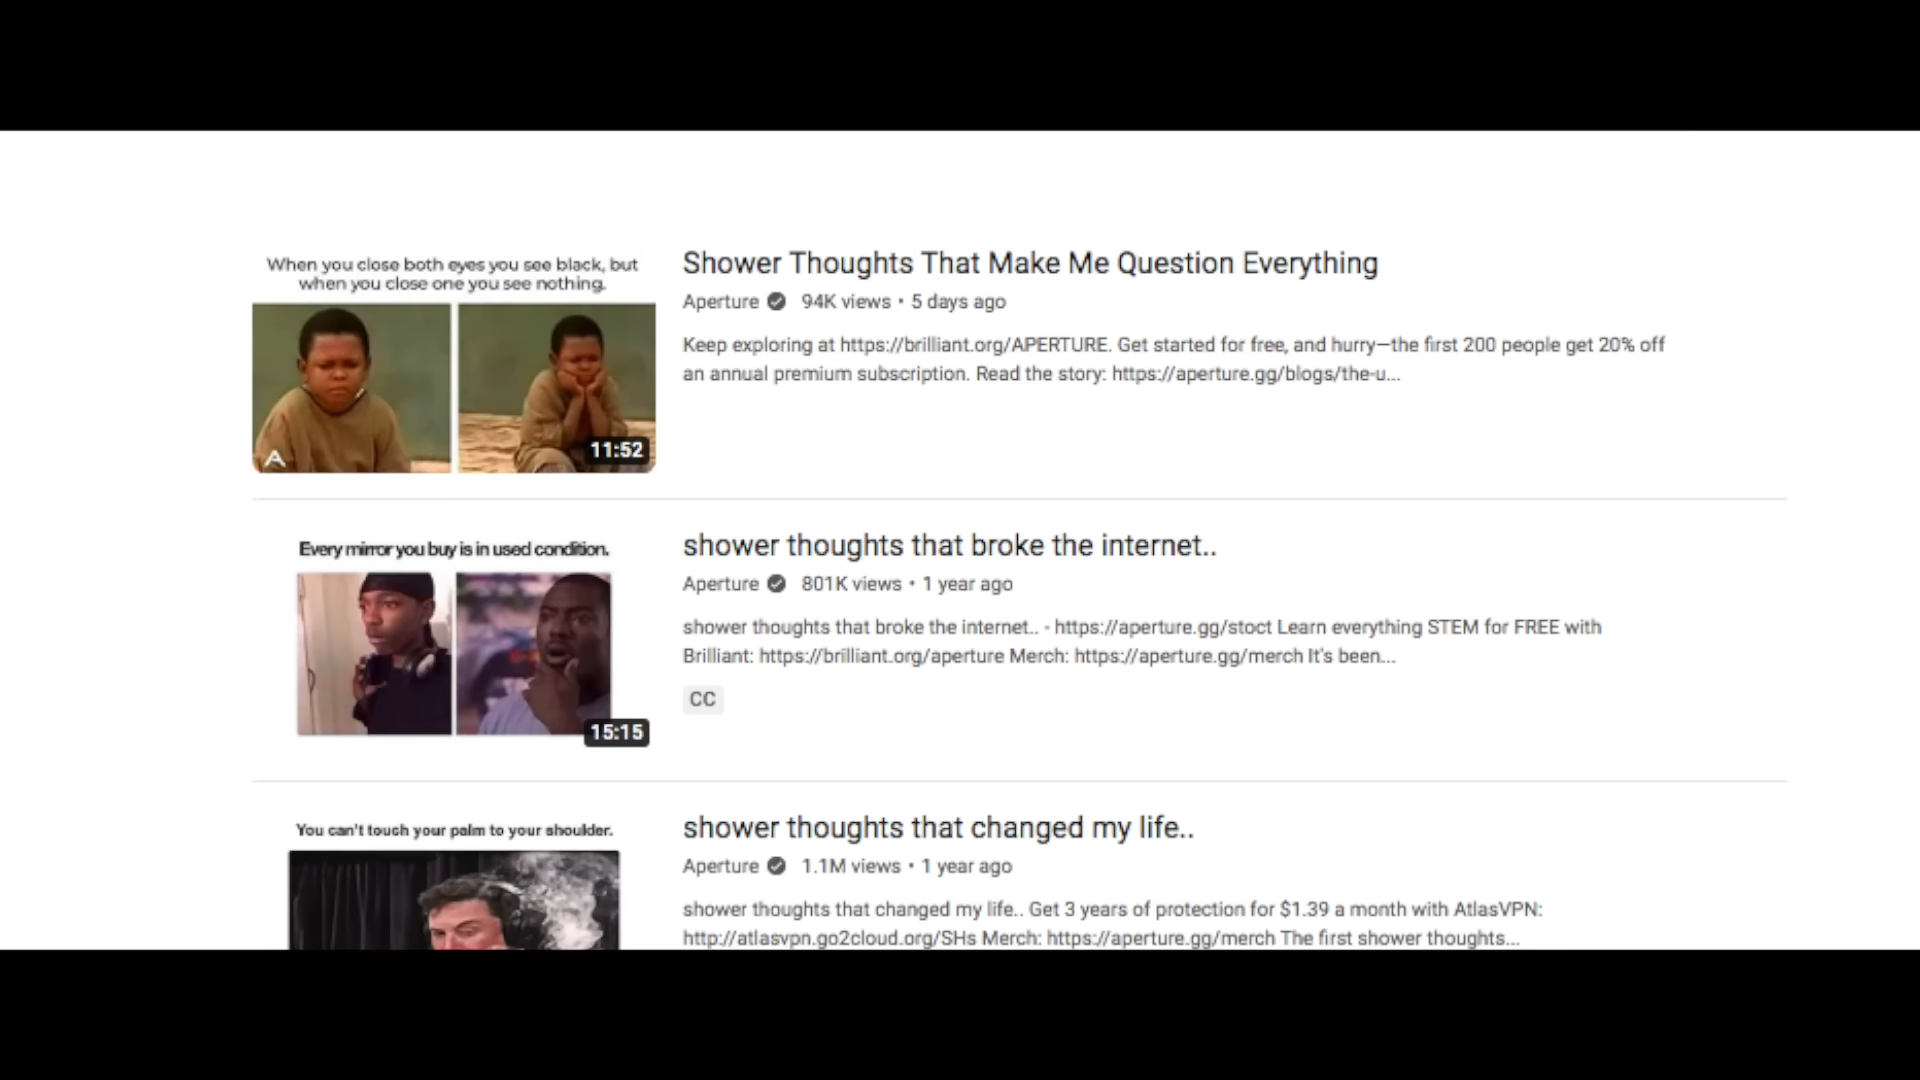 When you close both eyes you see black, but
when you close one you see nothing.
A
11:52
Shower Thoughts That Make Me Question Everything
Aperture 94K views • 5 days ago
Keep exploring at https://brilliant.org/APERTURE. Get started for free, and hurry—the first 200 people get 20% off
an annual premium subscription. Read the story: https://aperture.gg/blogs/the-u...
Every mirror you buy is in used condition.
15:15
shower thoughts that broke the internet..
Aperture 801K views • 1 year ago
shower thoughts that broke the internet.. - https://aperture.gg/stoct Learn everything STEM for FREE with
Brilliant: https://brilliant.org/aperture Merch: https://aperture.gg/merch It's been...
CC
You can't touch your palm to your shoulder.
shower thoughts that changed my life..
Aperture 1.1M views • 1 year ago
shower thoughts that changed my life.. Get 3 years of protection for $1.39 a month with AtlasVPN:
http://atlasvpn.go2cloud.org/SHs Merch: https://aperture.gg/merch The first shower thoughts...